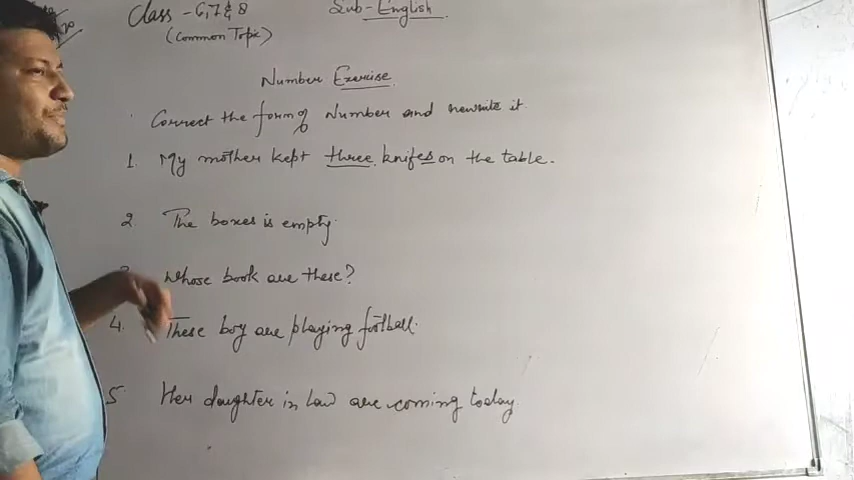 Class - 6,7 & 8
Sub- English
(Common Topic)
Number Exercise
Correct the form of Number and rewrite it.
1. My mother kept three knifes on the table.
2 The boxes is empty.
3. Whose book are these?
4. These boy are playing football.
5. Her daughter in law are coming today